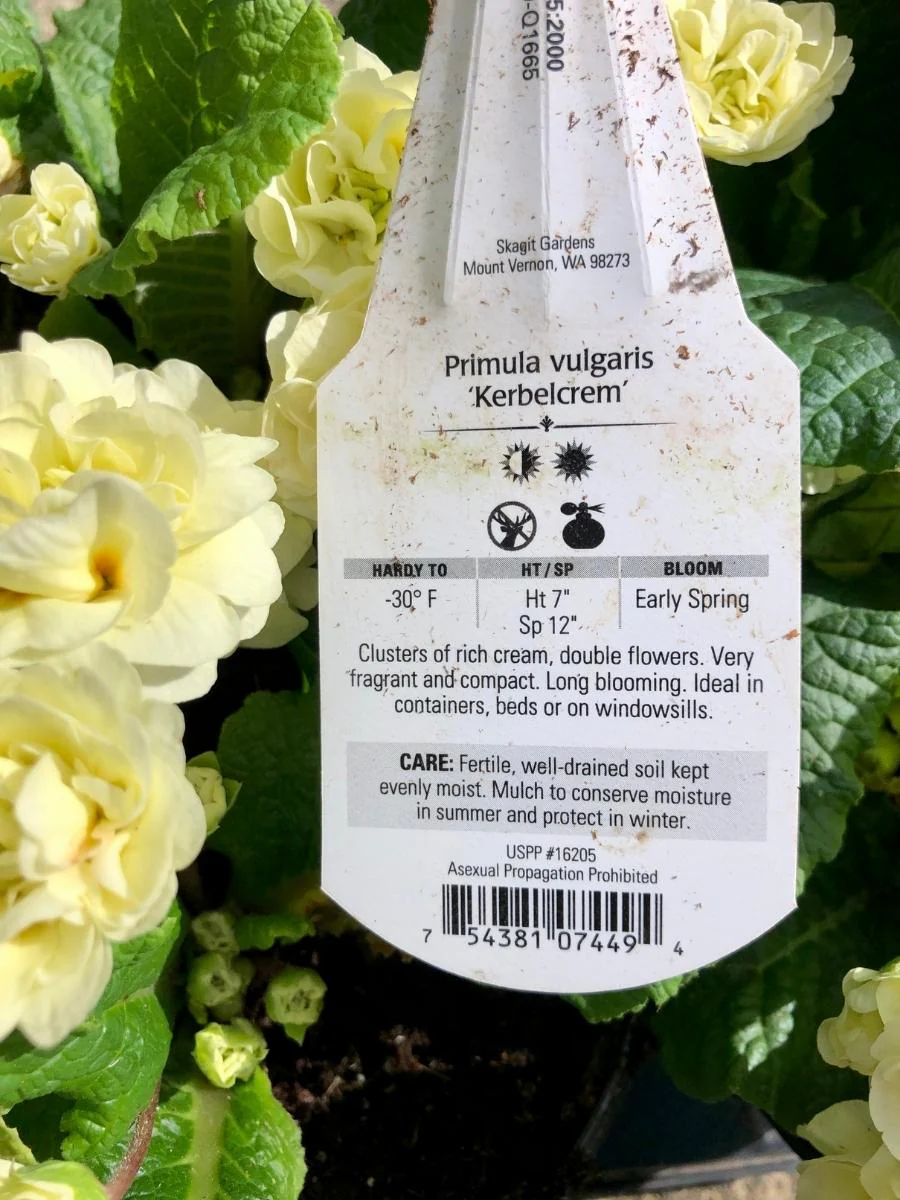 5:2000
-Q1665
Skagit Gardens
Mount Vernon, WA 98273
Primula vulgaris
‘Kerbelcrem’
HARDY TO
-30° F
HT / SP
Ht 7"
Sp 12"
BLOOM
Early Spring
Clusters of rich cream, double flowers. Very
fragrant and compact. Long blooming. Ideal in
containers, beds or on windowsills.
CARE: Fertile, well-drained soil kept
evenly moist. Mulch to conserve moisture
in summer and protect in winter.
USPP #16205
Asexual Propagation Prohibited
7 54381 07449 4